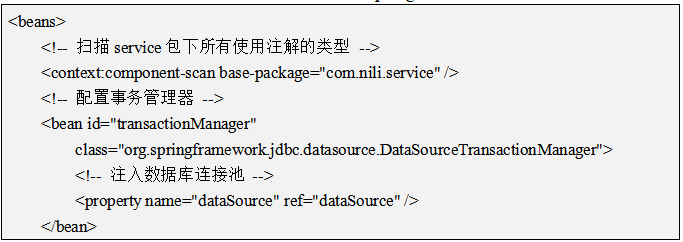 <beans>
<!-- 扫描 service 包下所有使用注解的类型 -->
<context:component-scan base-package="com.nili.service" />
<!-- 配置事务管理器 -->
<bean id="transactionManager"
class="org.springframework.jdbc.datasource.DataSourceTransactionManager">
<!-- 注入数据库连接池 -->
<property name="dataSource" ref="dataSource" />
</bean>